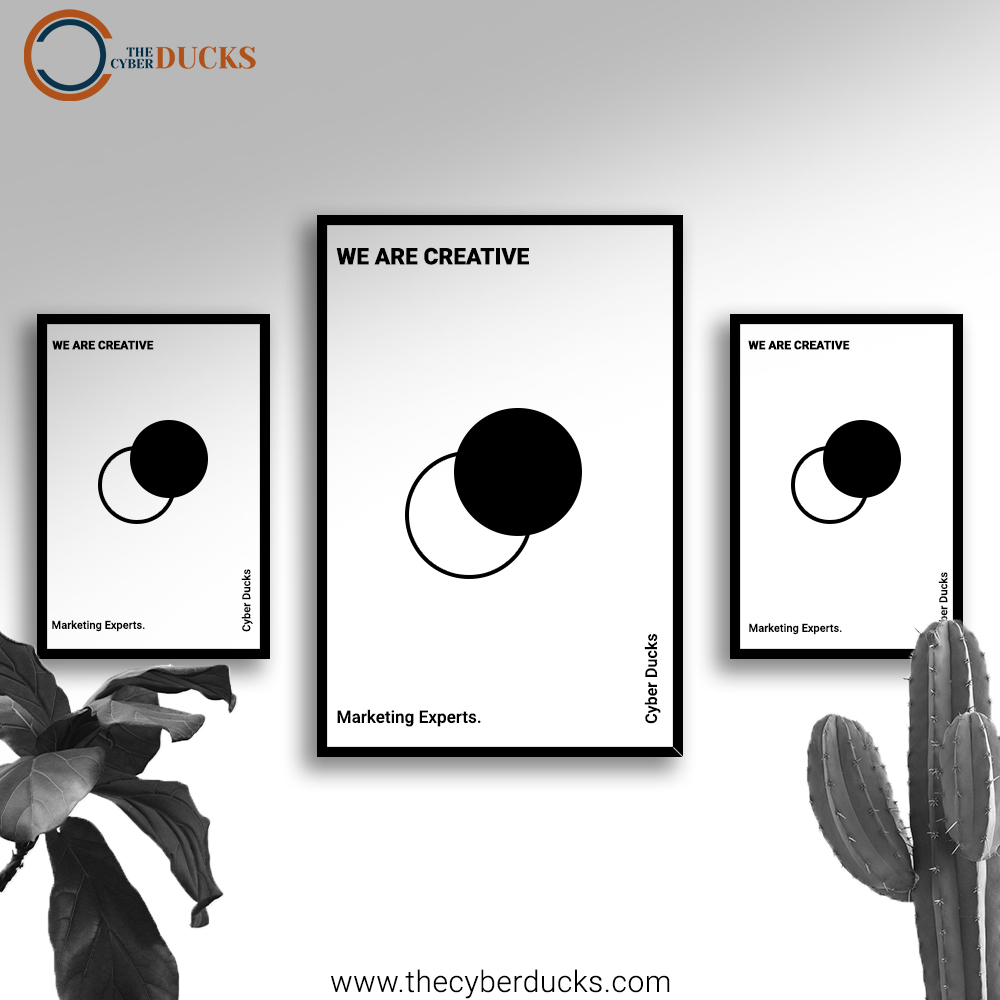 THE
CYBER DUCKS
WE ARE CREATIVE
Marketing Experts.
Cyber Ducks
WE ARE CREATIVE
Marketing Experts.
Cyber Ducks
WE ARE CREATIVE
Marketing Experts.
Ducks
www.thecyberducks.com